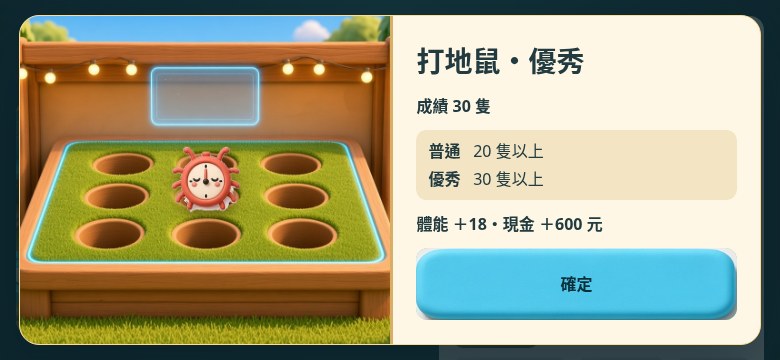 打地鼠・優秀
成績 30 隻
普通 20 隻以上
優秀 30 隻以上
體能 ＋18・現金 ＋600 元
確定